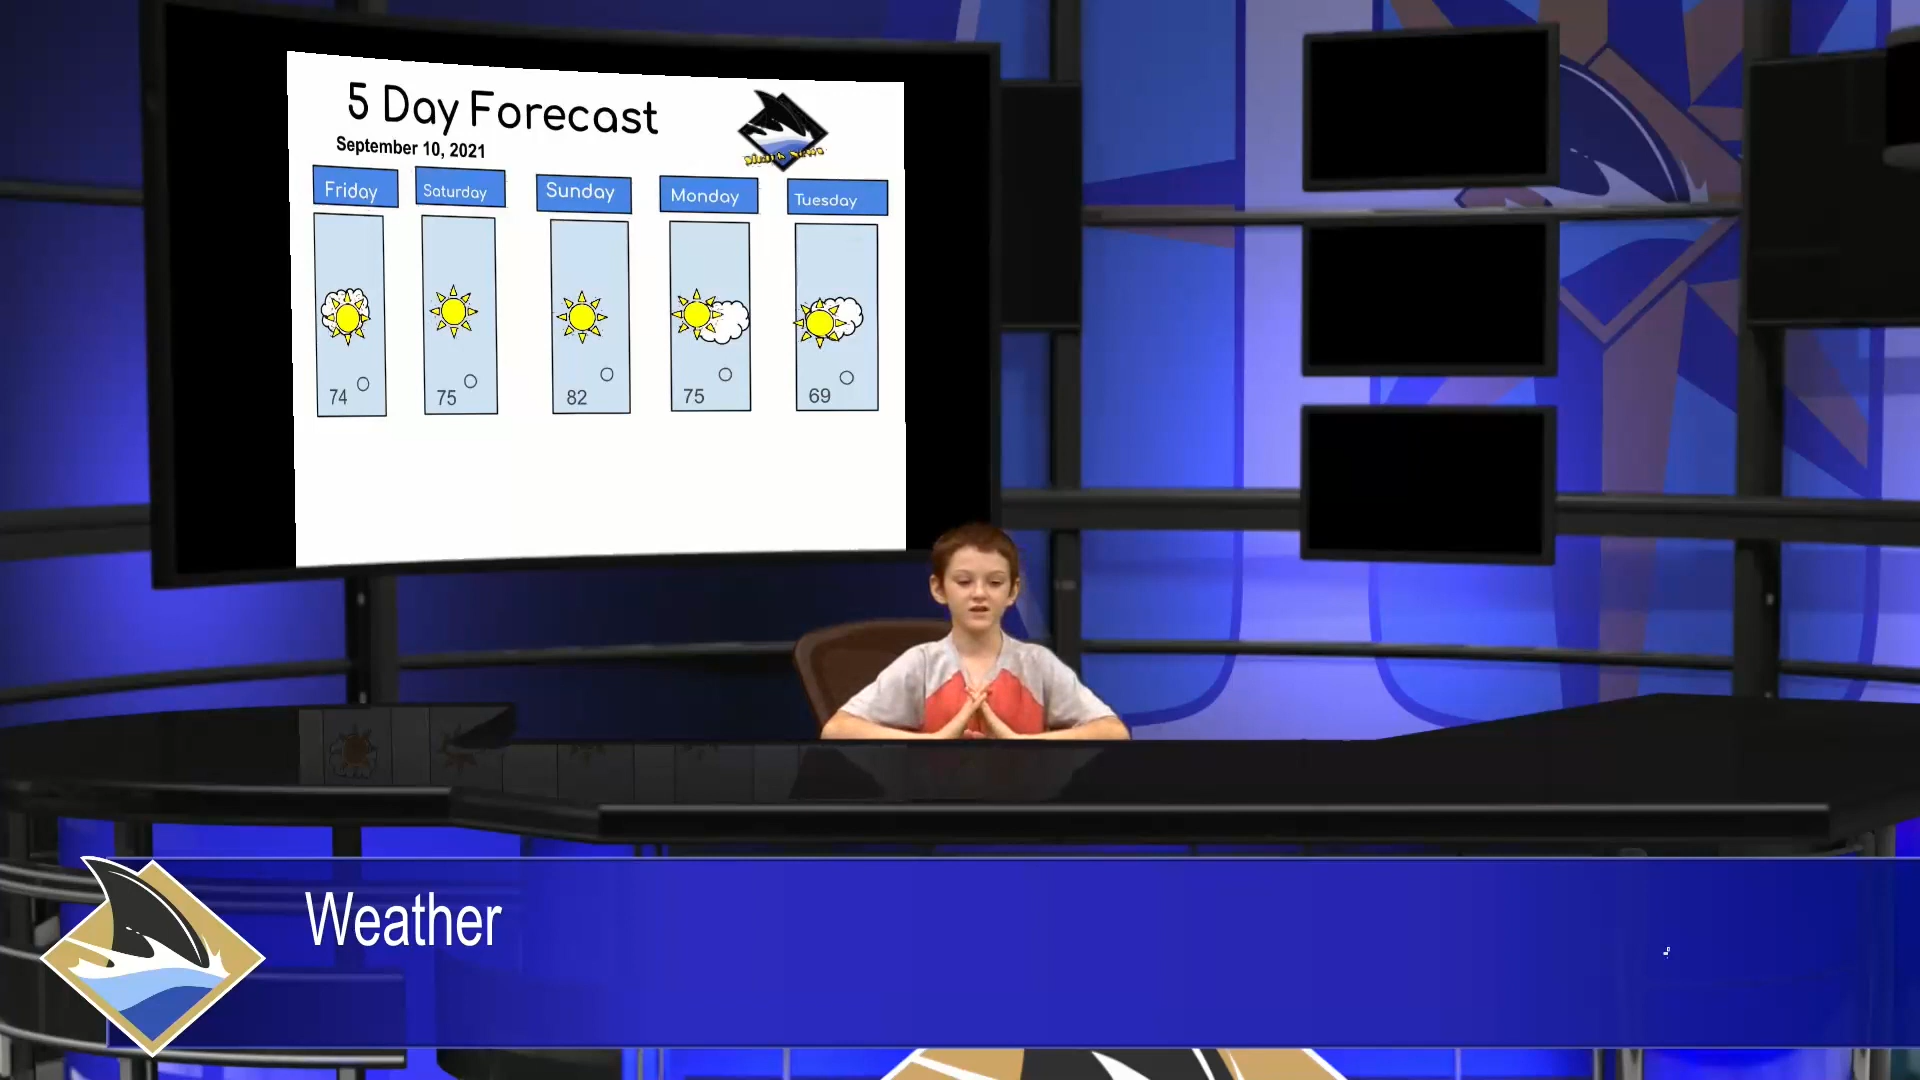 5 Day Forecast
September 10, 2021
Friday Saturday Sunday Monday Tuesday
74 75 82 75 69
Weather